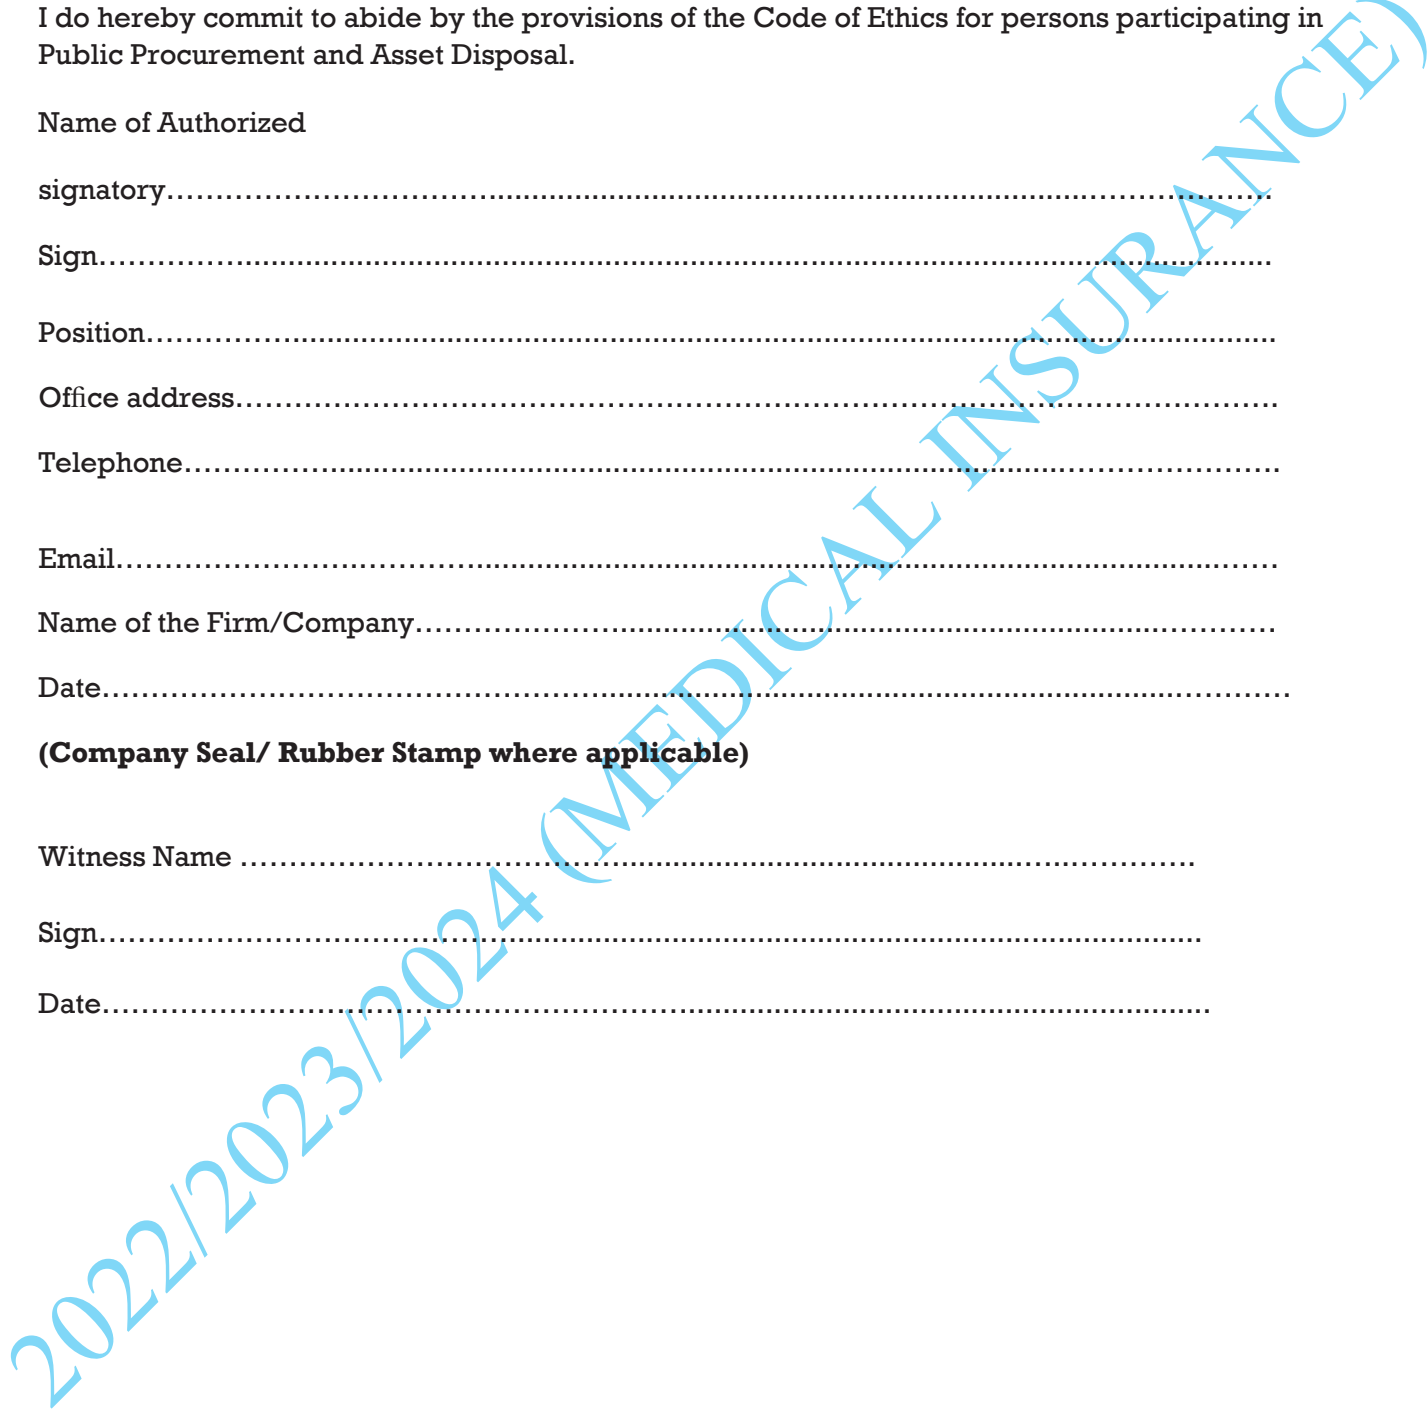 I do hereby commit to abide by the provisions of the Code of Ethics for persons participating in
Public Procurement and Asset Disposal.
Name of Authorized
signatory……………………………...............................................................................……………….
Sign……………..........................................................................................................................
Position……………...................................................................................................................
Office address…………………………………………………………………………………………….
Telephone……………......................................................................................………………….
Email………………………………...................................................................................……
Name of the Firm/Company…………………..............................................................…………
Date……………………………………………......................................................................…………
(Company Seal/ Rubber Stamp where applicable)
Witness Name …………………………………..................................................…………….
Sign……………………………………................................................................................
Date…………………………………………………….............................................................
2022/2023/2024 (MEDICAL INSURANCE)